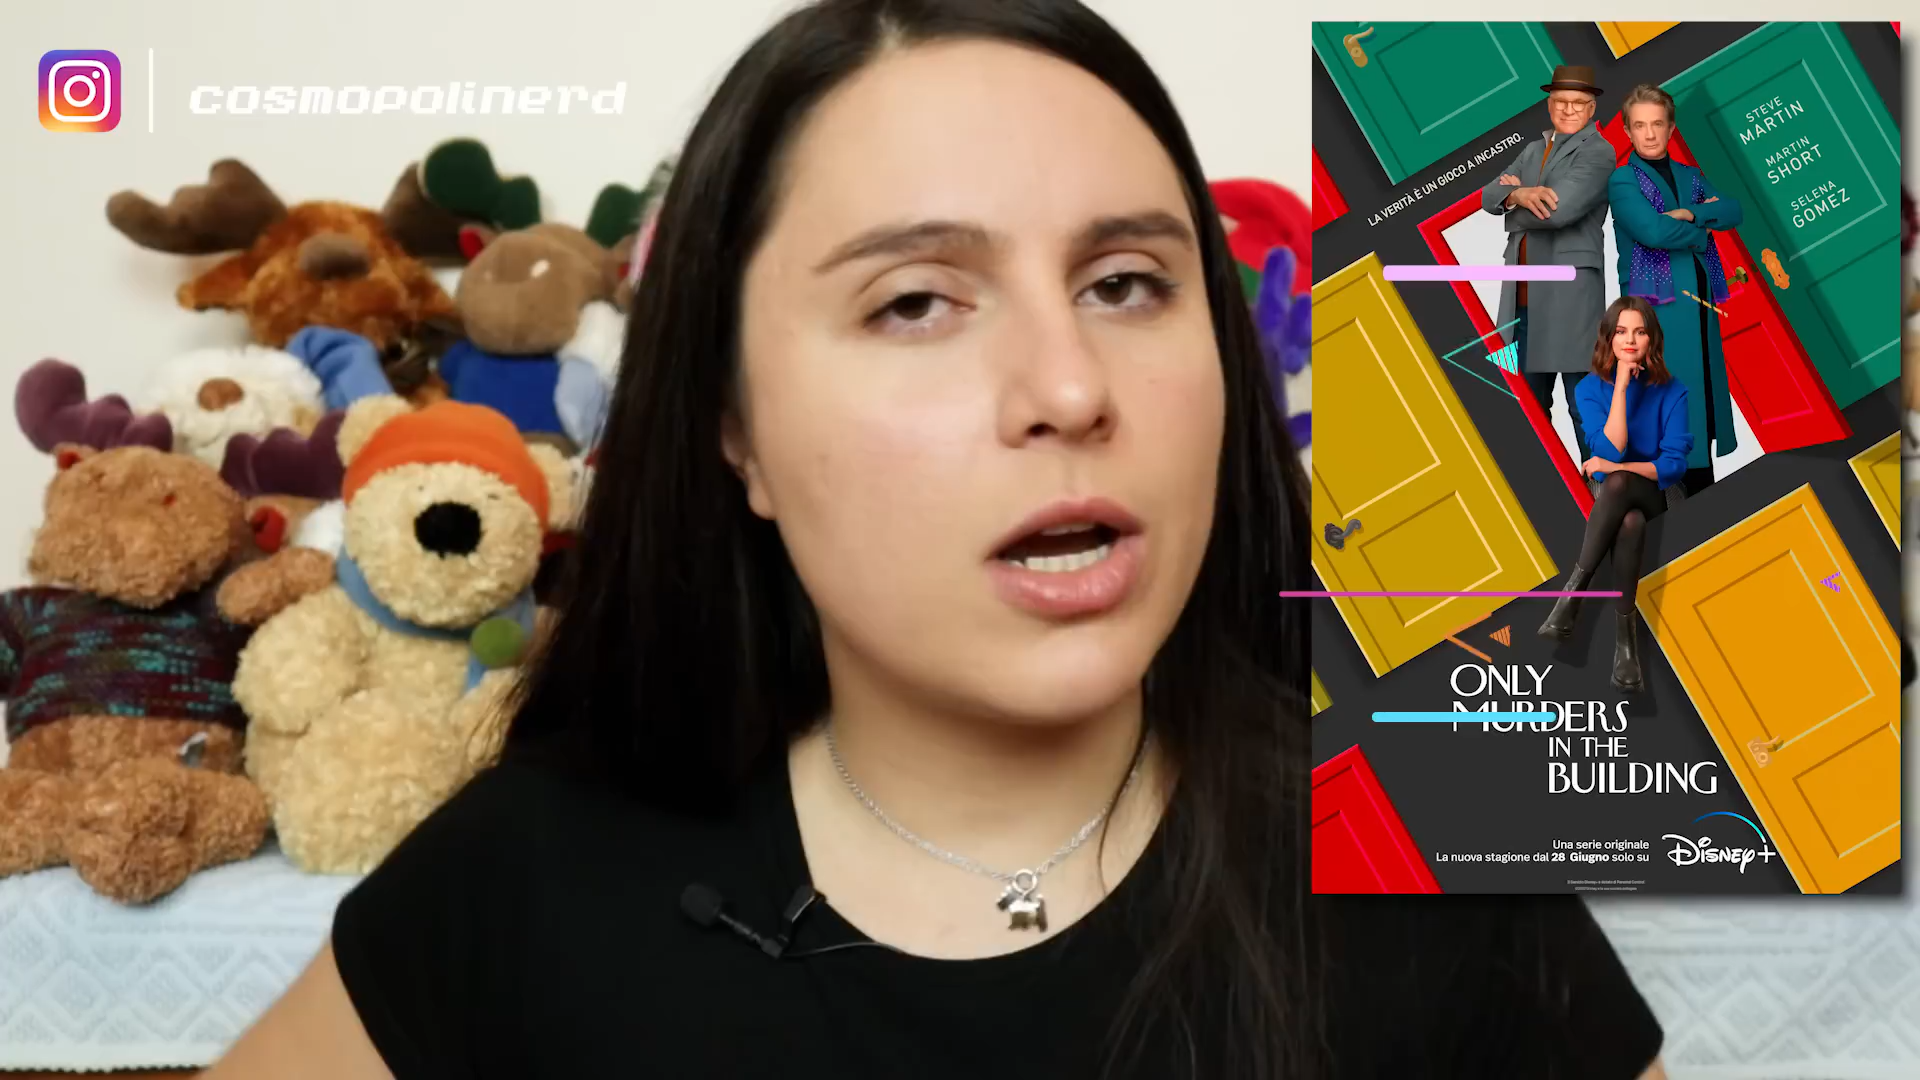 cosmopolinerd
LA VERITÀ È UN GIOCO A INCASTRO.
STEVE
MARTIN
MARTIN
SHORT
SELENA
GOMEZ
ONLY
MURDERS
IN THE
BUILDING
Una serie originale
La nuova stagione dal 28 Giugno solo su
Disney+